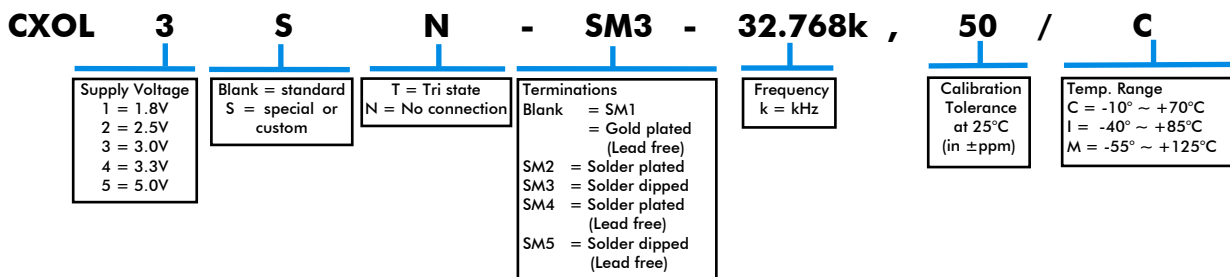 CXOL 3 S N - SM3 - 32.768k , 50 / C
Supply Voltage
1 = 1.8V
2 = 2.5V
3 = 3.0V
4 = 3.3V
5 = 5.0V
Blank = standard
S = special or
custom
T = Tri state
N = No connection
Terminations
Blank = SM1
= Gold plated
(Lead free)
SM2 = Solder plated
SM3 = Solder dipped
SM4 = Solder plated
(Lead free)
SM5 = Solder dipped
(Lead free)
Frequency
k = kHz
Calibration
Tolerance
at 25°C
(in ±ppm)
Temp. Range
C = -10° ~ +70°C
I = -40° ~ +85°C
M = -55° ~ +125°C